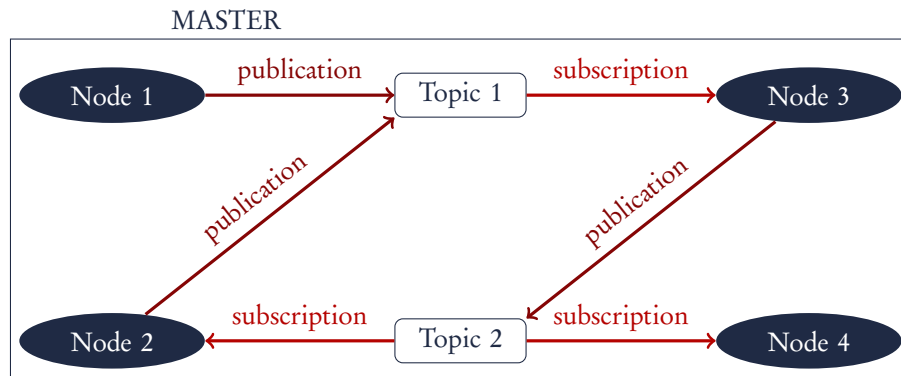 MASTER
publication
subscription
Node 1
Topic 1
Node 3
publication
publication
subscription
subscription
Node 2
Topic 2
Node 4